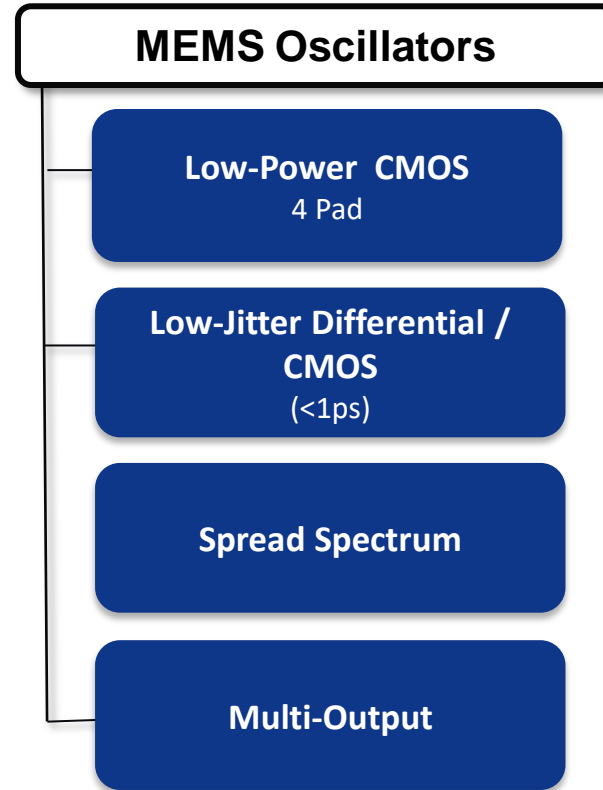 MEMS Oscillators
Low-Power CMOS
4 Pad
Low-Jitter Differential /
CMOS
(<1ps)
Spread Spectrum
Multi-Output